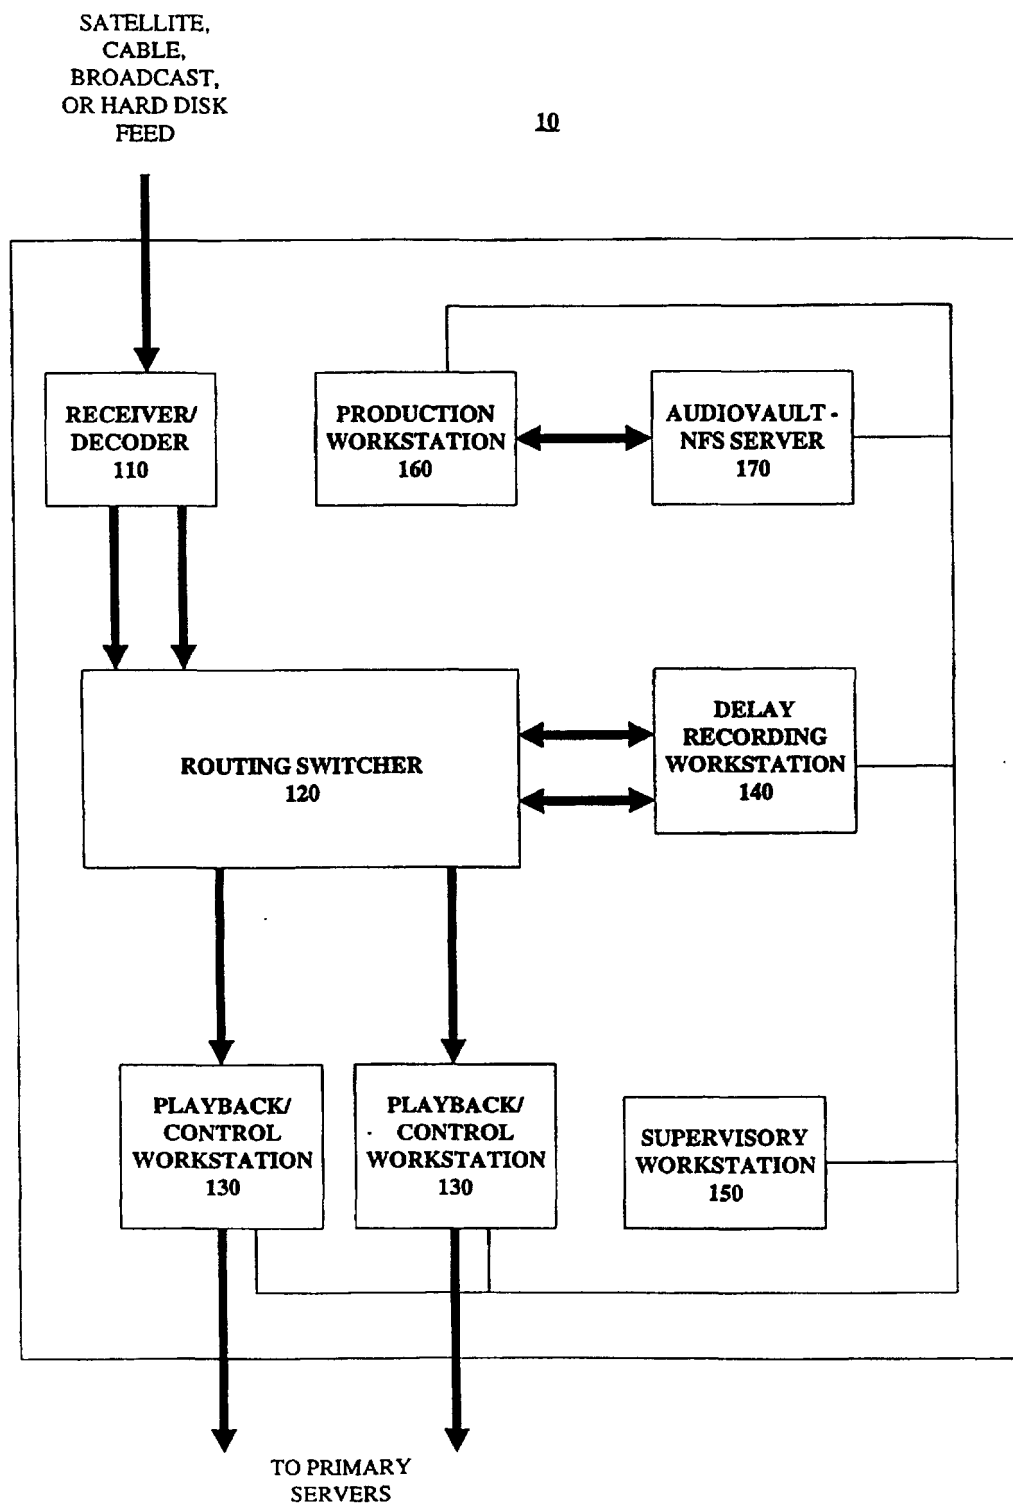 SATELLITE,
CABLE,
BROADCAST,
OR HARD DISK
FEED
10
RECEIVER/
DECODER
110
PRODUCTION
WORKSTATION
160
AUDIOVAULT -
NFS SERVER
170
ROUTING SWITCHER
120
DELAY
RECORDING
WORKSTATION
140
PLAYBACK/
CONTROL
WORKSTATION
130
PLAYBACK/
CONTROL
WORKSTATION
130
SUPERVISORY
WORKSTATION
150
TO PRIMARY
SERVERS